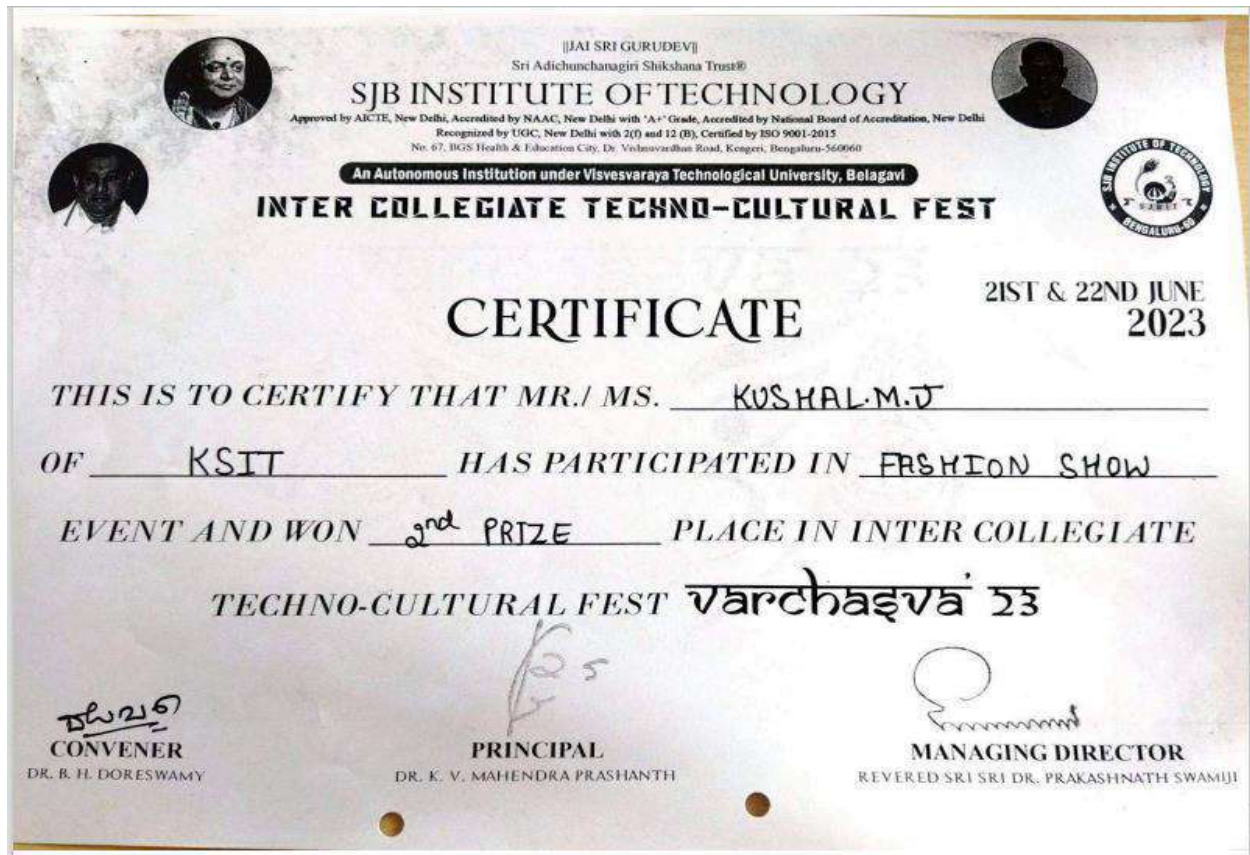 ||JAI SRI GURUDEV||
Sri Adichunchanagiri Shikshana Trust®
SJB INSTITUTE OF TECHNOLOGY
Approved by AICTE, New Delhi, Accredited by NAAC, New Delhi with 'A+' Grade, Accredited by National Board of Accreditation, New Delhi
Recognized by UGC, New Delhi with 2(f) and 12 (B), Certified by ISO 9001-2015
No. 67, BGS Health & Education City, Dr. Vishnuvardhan Road, Kengeri, Bengaluru-560060
An Autonomous Institution under Visvesvaraya Technological University, Belagavi
INTER COLLEGIATE TECHNO-CULTURAL FEST
SJB INSTITUTE OF TECHNOLOGY
BENGALURU-60
21ST & 22ND JUNE
2023
CERTIFICATE
THIS IS TO CERTIFY THAT MR./ MS. KUSHAL.M.J
OF KSIT HAS PARTICIPATED IN FASHION SHOW
EVENT AND WON 2nd PRIZE PLACE IN INTER COLLEGIATE
TECHNO-CULTURAL FEST varchasva' 23
CONVENER
DR. B. H. DORESWAMY
PRINCIPAL
DR. K. V. MAHENDRA PRASHANTH
MANAGING DIRECTOR
REVERED SRI SRI DR. PRAKASHNATH SWAMIJI